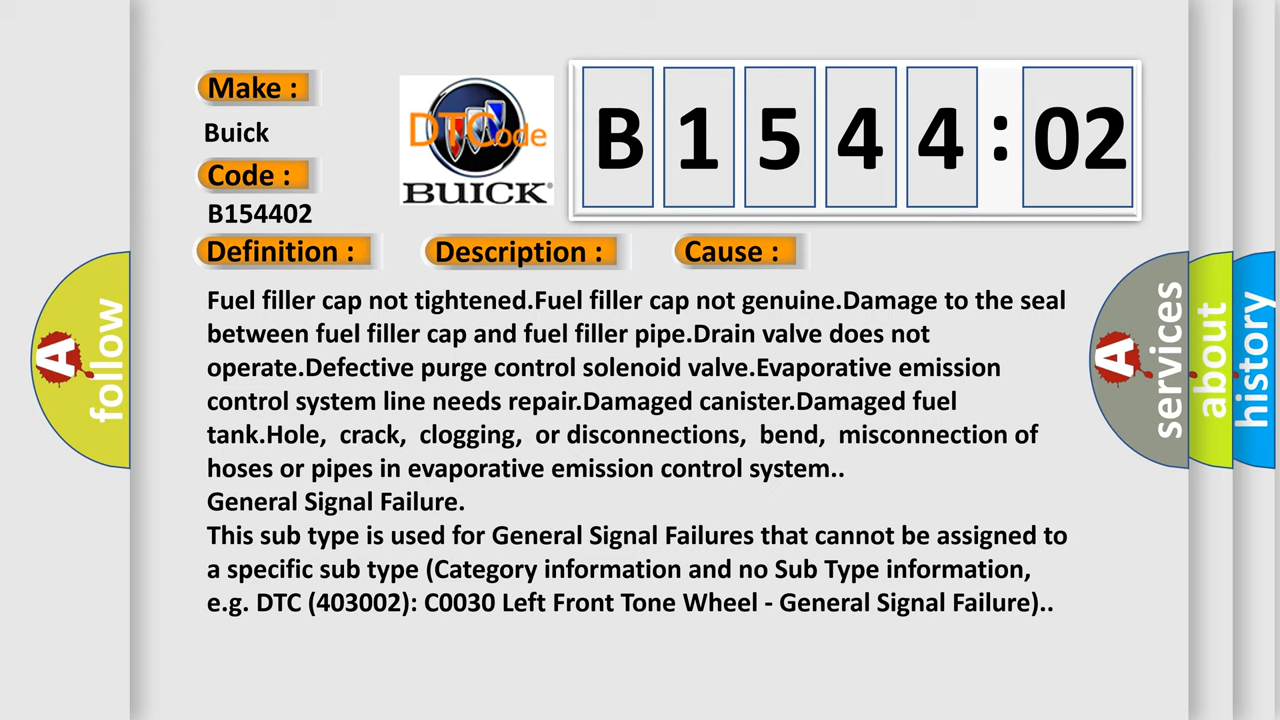 Make :
Buick
Code :
B154402
DTCode
BUICK®
B 1 5 4 4 : 02
Definition :
Description :
Cause :
Fuel filler cap not tightened.Fuel filler cap not genuine.Damage to the seal
between fuel filler cap and fuel filler pipe.Drain valve does not
operate.Defective purge control solenoid valve.Evaporative emission
control system line needs repair.Damaged canister.Damaged fuel
tank.Hole, crack, clogging, or disconnections, bend, misconnection of
hoses or pipes in evaporative emission control system..
General Signal Failure.
This sub type is used for General Signal Failures that cannot be assigned to
a specific sub type (Category information and no Sub Type information,
e.g. DTC (403002): C0030 Left Front Tone Wheel - General Signal Failure)..
A
follow
A
services
about
history